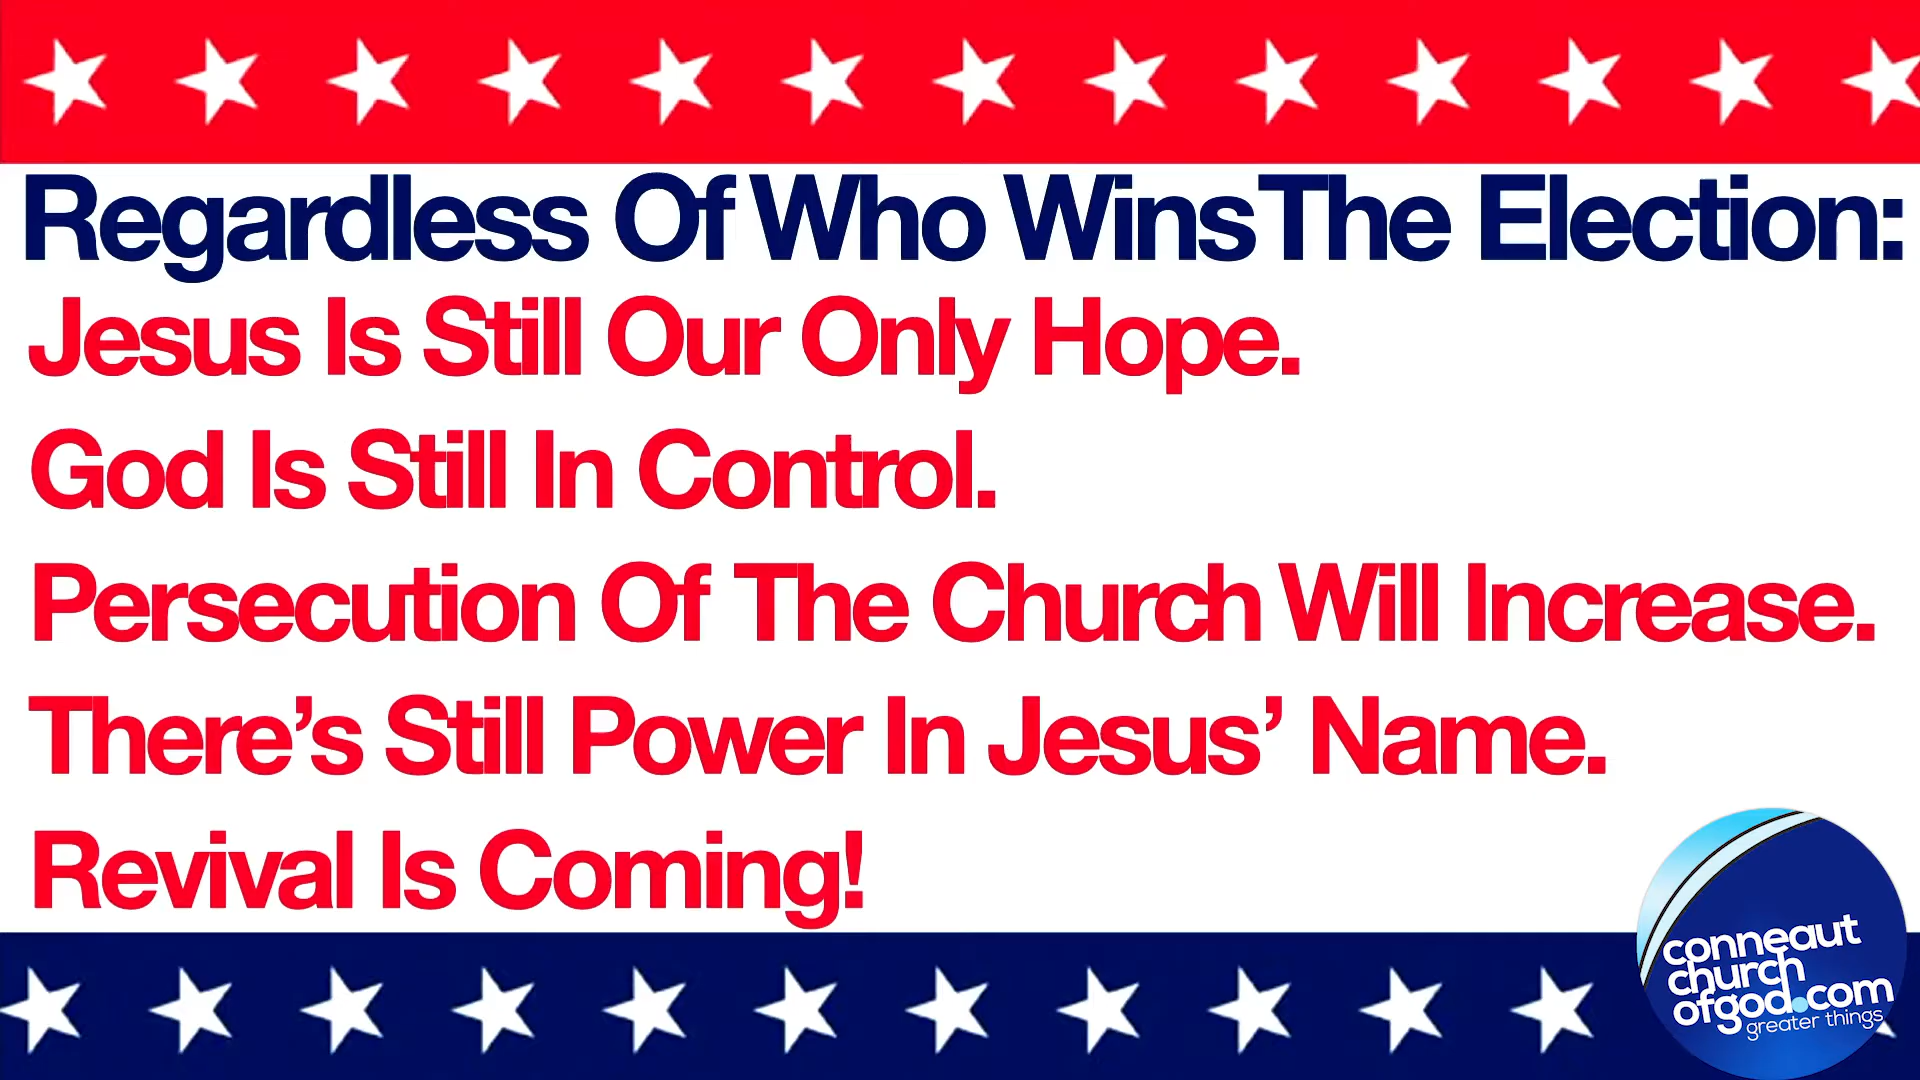 Regardless Of Who Wins The Election:
Jesus Is Still Our Only Hope.
God Is Still In Control.
Persecution Of The Church Will Increase.
There’s Still Power In Jesus’ Name.
Revival Is Coming!
conneaut
church
ofgod.com
greater things